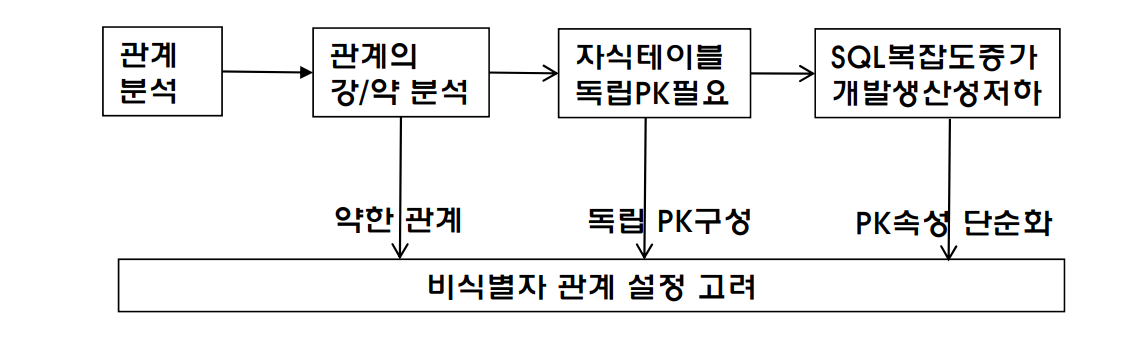 관계
분석
관계의
강/약 분석
자식테이블
독립PK필요
SQL복잡도증가
개발생산성저하
약한 관계
독립 PK구성
PK속성 단순화
비식별자 관계 설정 고려